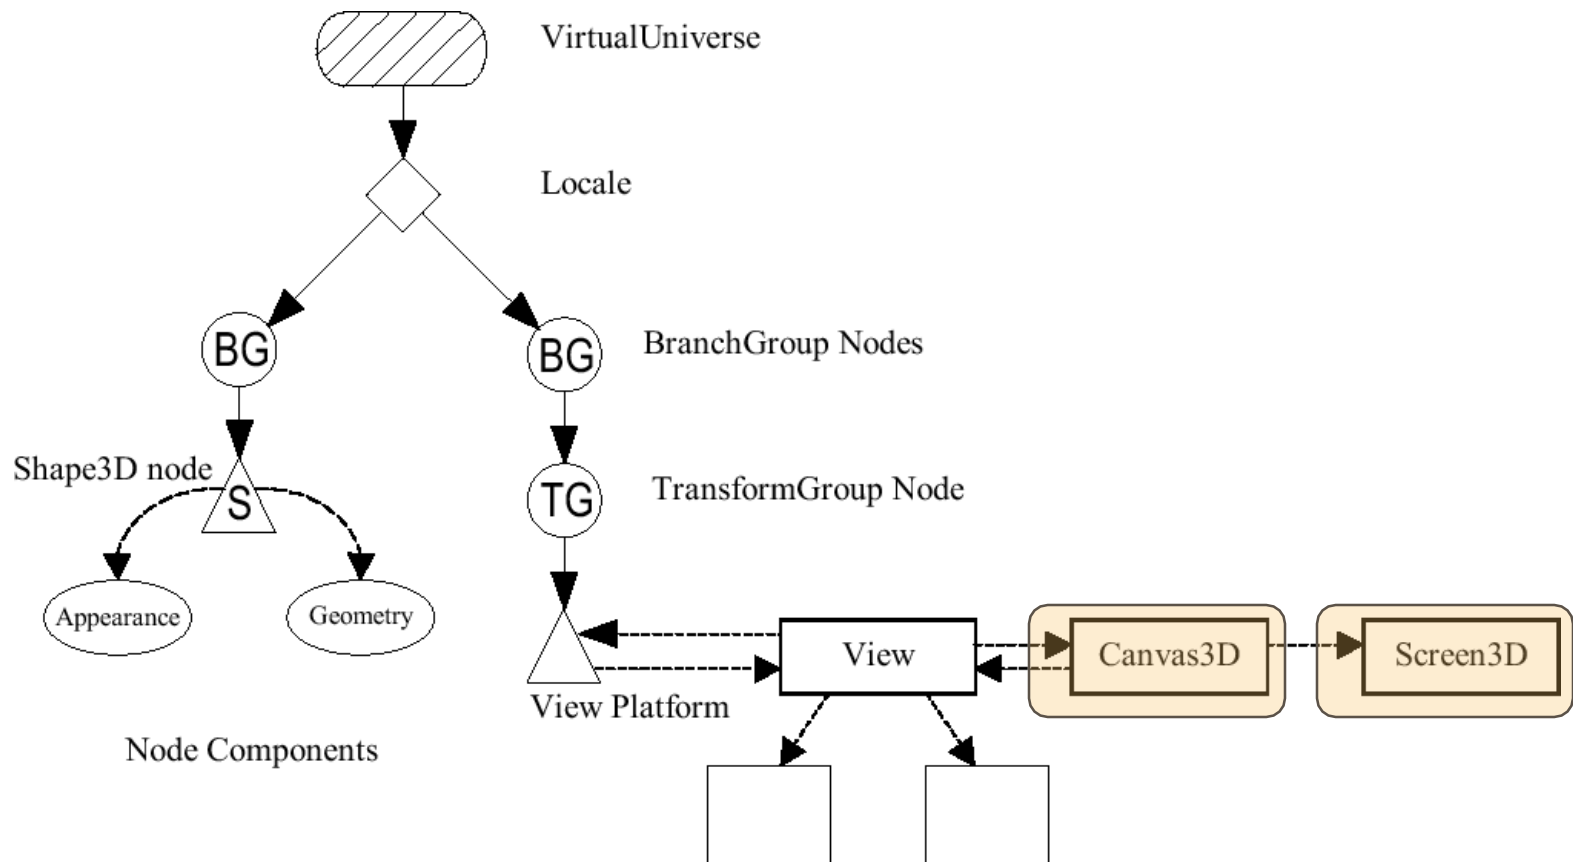 VirtualUniverse
Locale
BG
BG
BranchGroup Nodes
Shape3D node
S
TG
TransformGroup Node
Appearance
Geometry
View
Canvas3D
Screen3D
View Platform
Node Components